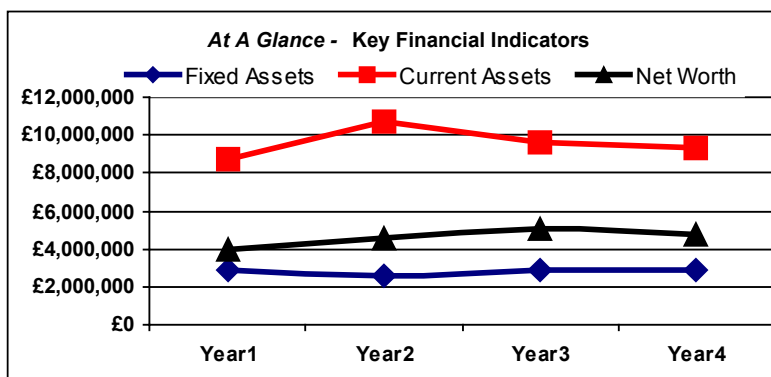 At A Glance - Key Financial Indicators
Fixed Assets Current Assets Net Worth
£12,000,000
£10,000,000
£8,000,000
£6,000,000
£4,000,000
£2,000,000
£0
Year1 Year2 Year3 Year4